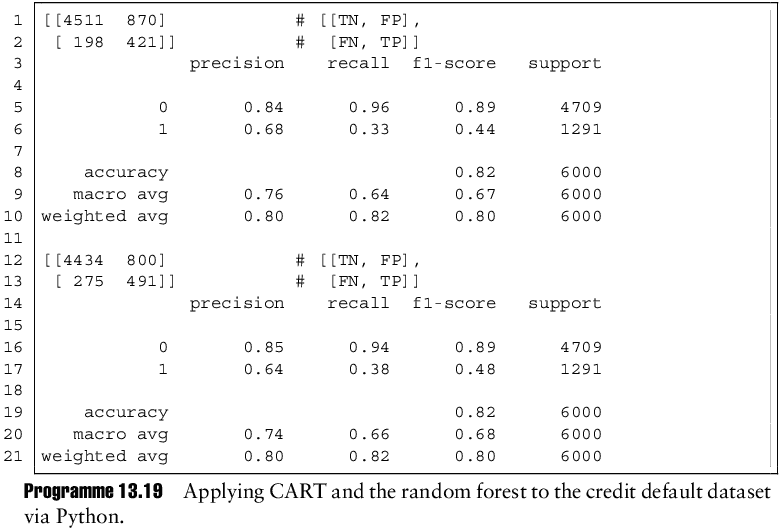 1 [[4511 870] # [[TN, FP],
2 [ 198 421]] # [FN, TP]]
3 precision recall f1-score support
4
5 0 0.84 0.96 0.89 4709
6 1 0.68 0.33 0.44 1291
7
8 accuracy 0.82 6000
9 macro avg 0.76 0.64 0.67 6000
10 weighted avg 0.80 0.82 0.80 6000
11
12 [[4434 800] # [[TN, FP],
13 [ 275 491]] # [FN, TP]]
14 precision recall f1-score support
15
16 0 0.85 0.94 0.89 4709
17 1 0.64 0.38 0.48 1291
18
19 accuracy 0.82 6000
20 macro avg 0.74 0.66 0.68 6000
21 weighted avg 0.80 0.82 0.80 6000
Programme 13.19 Applying CART and the random forest to the credit default dataset
via Python.